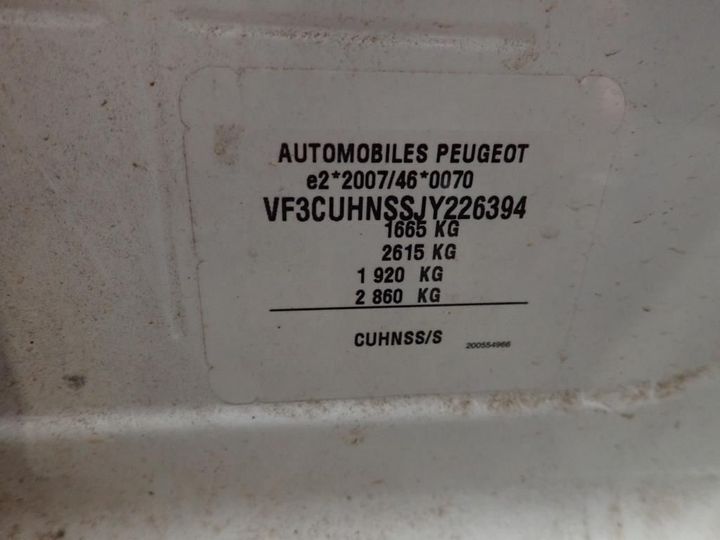 AUTOMOBILES PEUGEOT
e2*2007/46*0070
VF3CUHNSSJY226394
1665 KG
2615 KG
1 920 KG
2 860 KG
CUHNSS/S
200554966